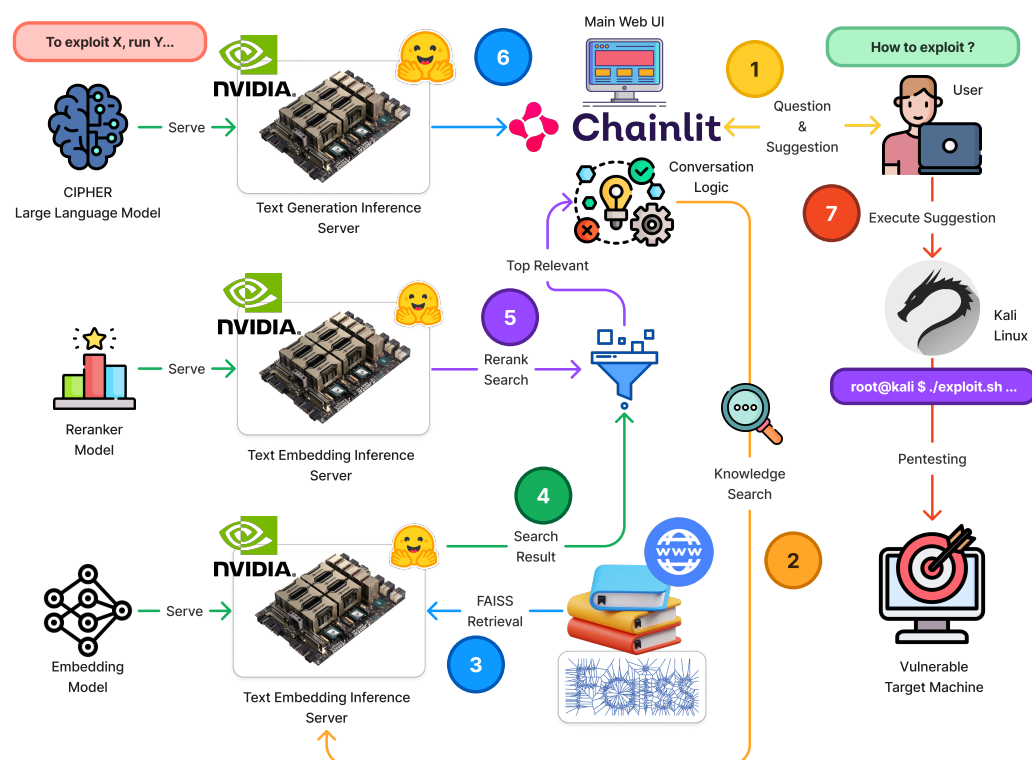 To exploit X, run Y...
NVIDIA.
6
Main Web UI
1
How to exploit ?
Serve
Chainlit
Question
&
Suggestion
User
CIPHER
Large Language Model
Text Generation Inference
Server
Conversation
Logic
7
Execute Suggestion
Top Relevant
NVIDIA.
5
Kali
Linux
Serve
Rerank
Search
root@kali $ ./exploit.sh ...
Reranker
Model
Text Embedding Inference
Server
Knowledge
Search
Pentesting
4
Search
Result
NVIDIA.
www
2
Serve
FAISS
Retrieval
Embedding
Model
3
Faiss
Vulnerable
Target Machine
Text Embedding Inference
Server